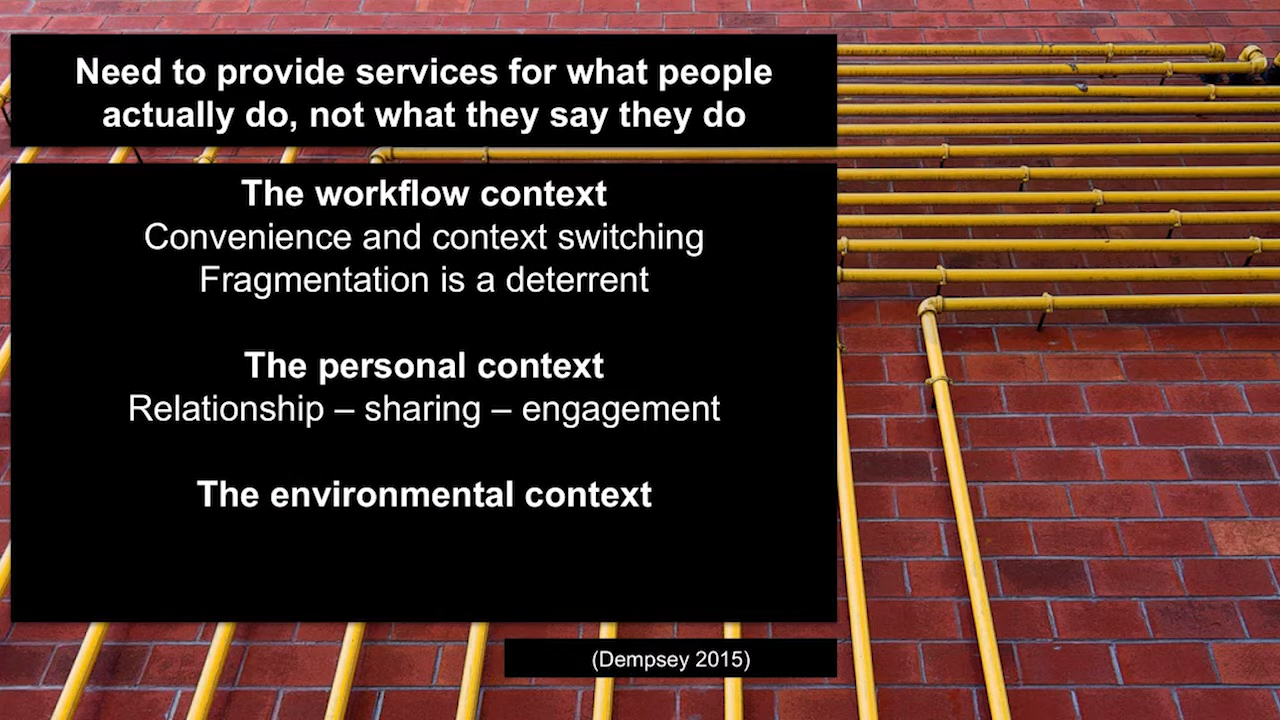 Need to provide services for what people
actually do, not what they say they do
The workflow context
Convenience and context switching
Fragmentation is a deterrent
The personal context
Relationship – sharing – engagement
The environmental context
(Dempsey 2015)